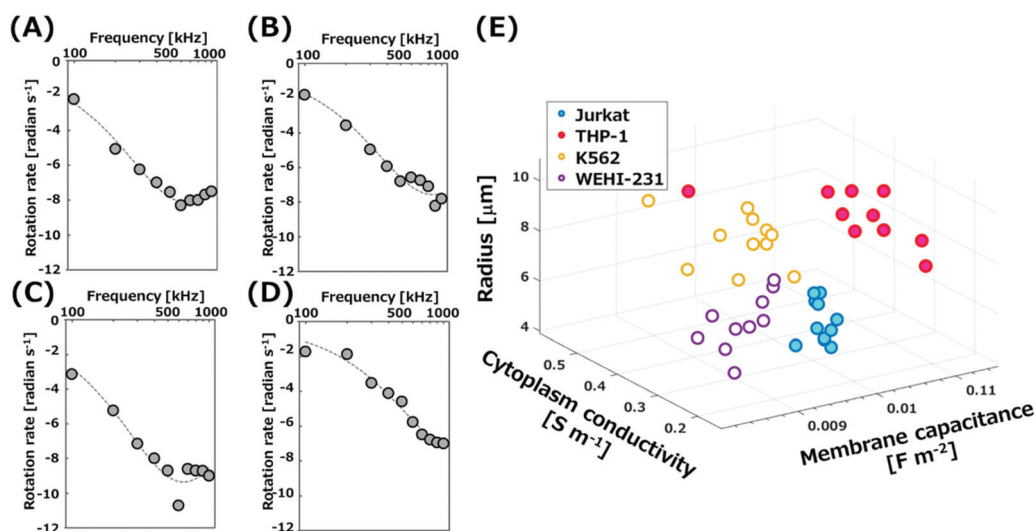 (A)
Frequency [kHz]
100 500 1000
0
-2
-4
-6
-8
-10
-12
Rotation rate [radian s⁻¹]
(B)
Frequency [kHz]
100 500 1000
0
-2
-4
-6
-8
-10
-12
Rotation rate [radian s⁻¹]
(C)
Frequency [kHz]
100 500 1000
0
-2
-4
-6
-8
-10
-12
Rotation rate [radian s⁻¹]
(D)
Frequency [kHz]
100 500 1000
0
-2
-4
-6
-8
-10
-12
Rotation rate [radian s⁻¹]
(E)
Jurkat
THP-1
K562
WEHI-231
10
8
6
4
Radius [μm]
0.5
0.4
0.3
0.2
Cytoplasm conductivity
[S m⁻¹]
0.009
0.01
0.11
Membrane capacitance
[F m⁻²]